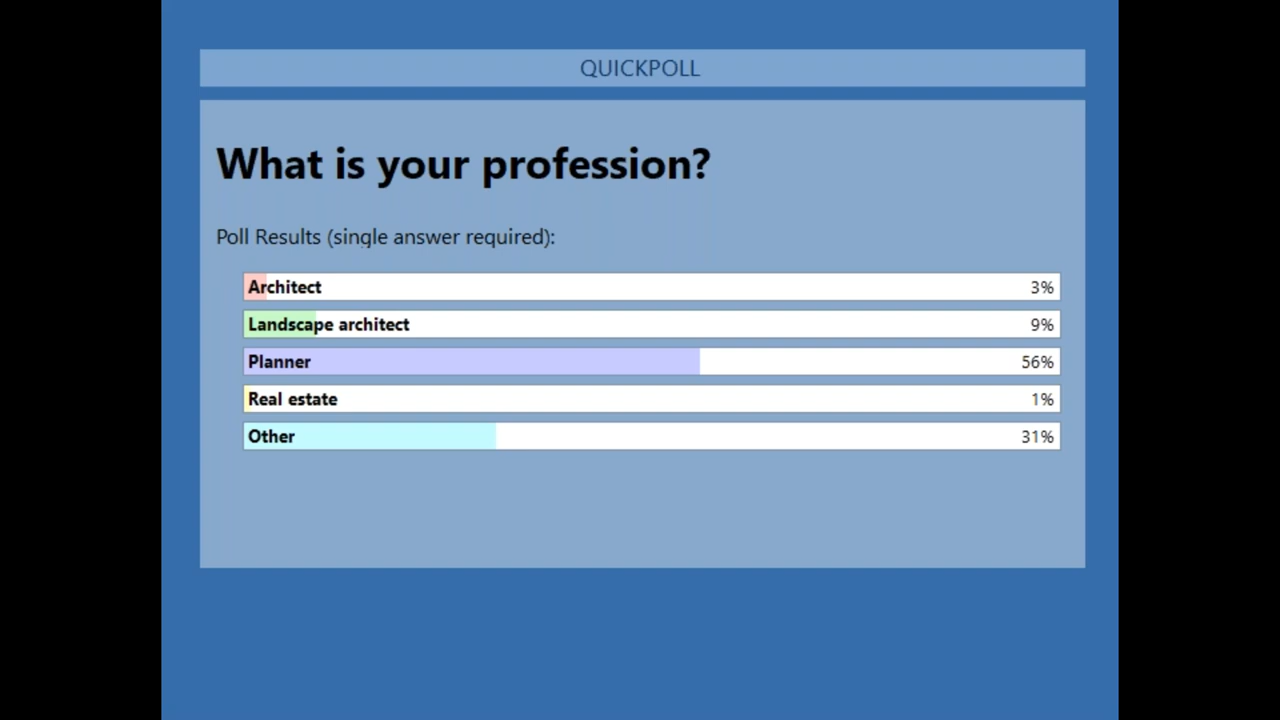 QUICKPOLL
What is your profession?
Poll Results (single answer required):
Architect 3%
Landscape architect 9%
Planner 56%
Real estate 1%
Other 31%